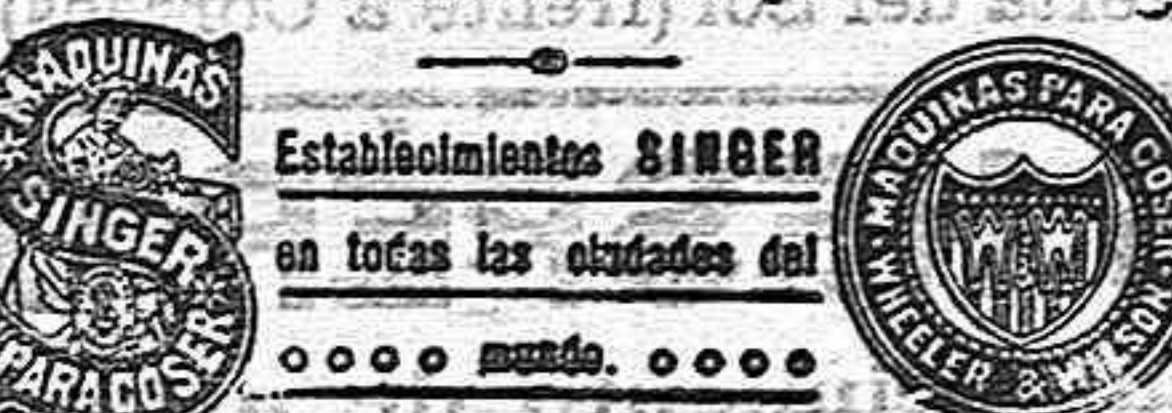 MAQUINAS
SINGER
PARA COSER
Establecimientos SINGER
en todas las ciudades del
mundo.
MAQUINAS PARA COSER
WHEELER & WILSON
W&W